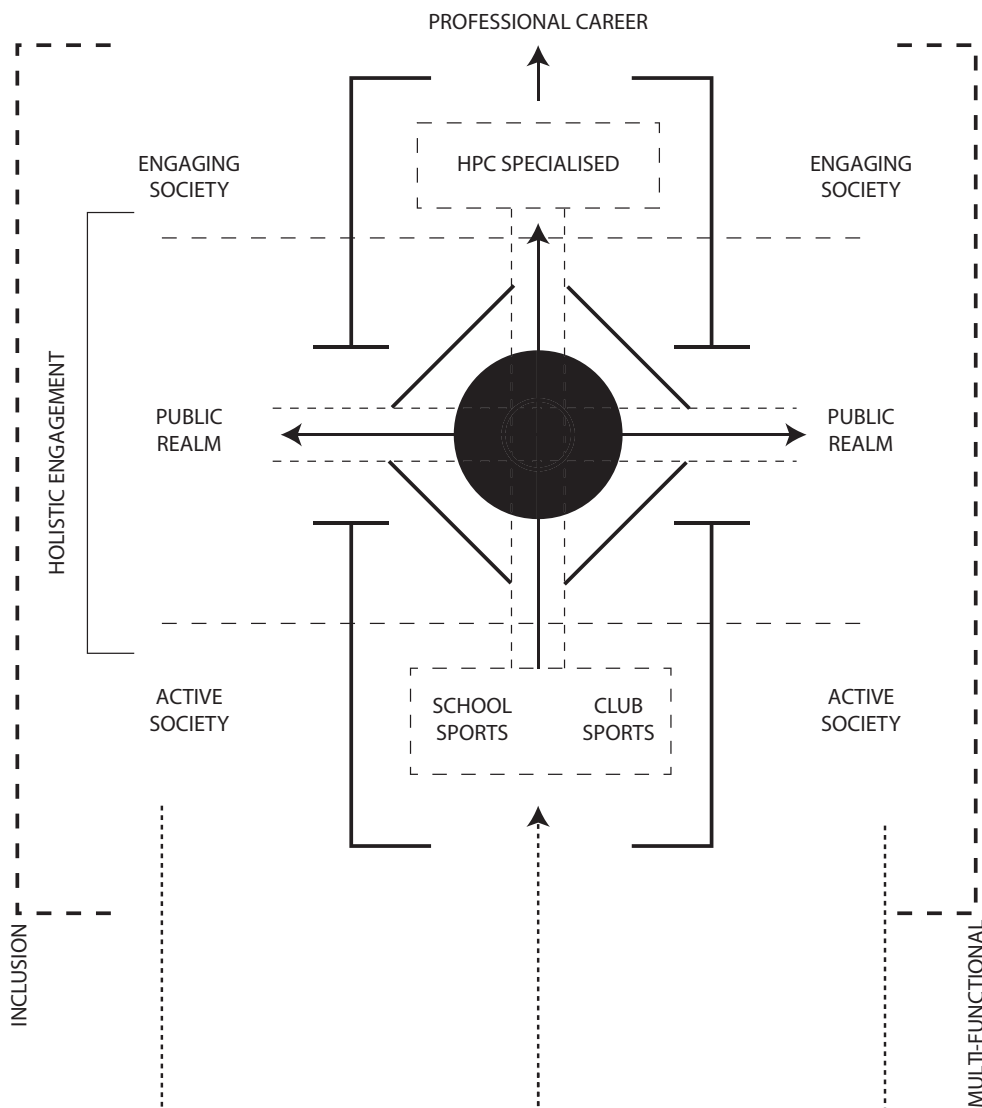 PROFESSIONAL CAREER
ENGAGING
SOCIETY
HPC SPECIALISED
ENGAGING
SOCIETY
HOLISTIC ENGAGEMENT
PUBLIC
REALM
PUBLIC
REALM
ACTIVE
SOCIETY
SCHOOL
SPORTS
CLUB
SPORTS
ACTIVE
SOCIETY
INCLUSION
MULTI-FUNCTIONAL